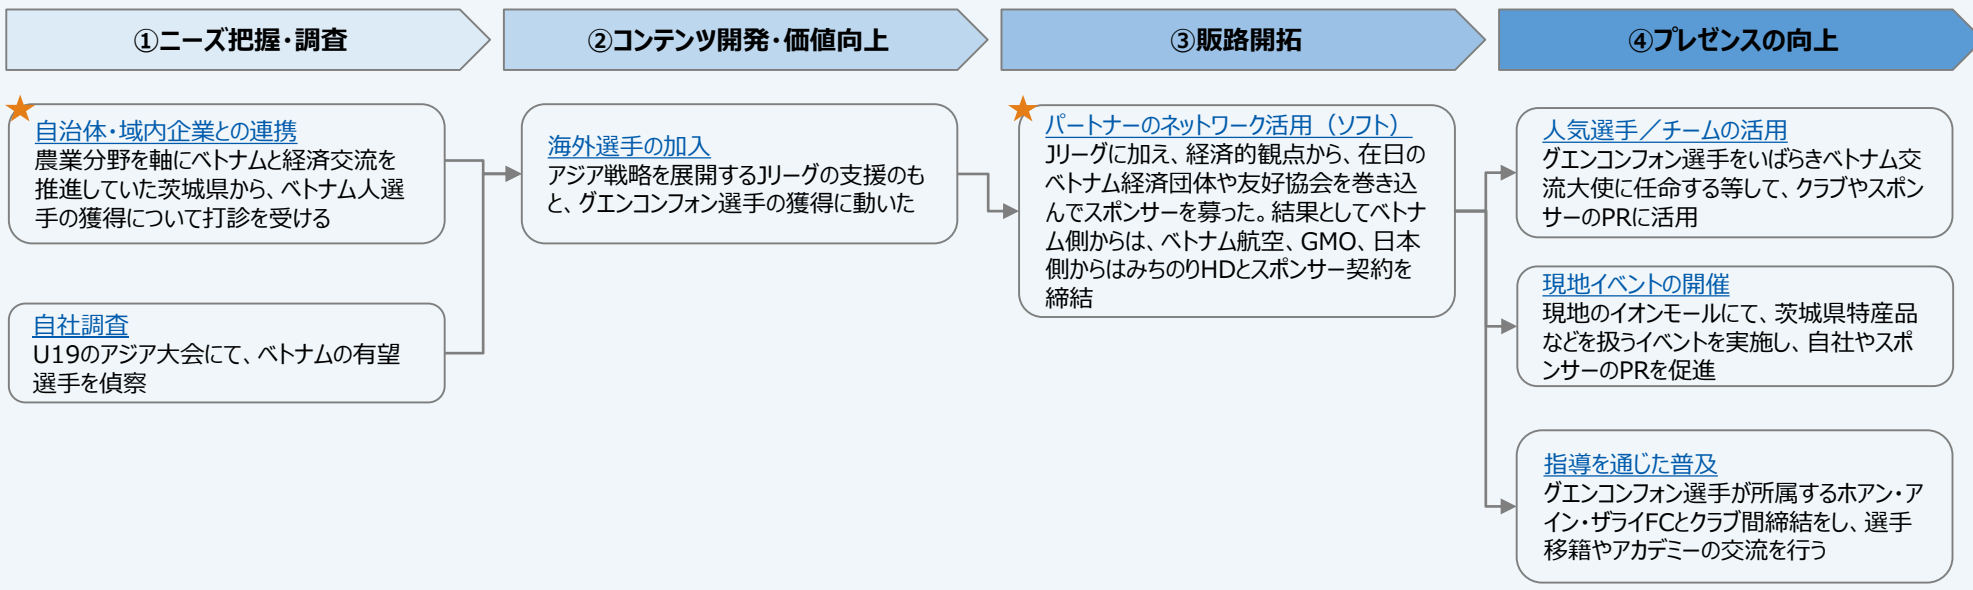 ①ニーズ把握・調査
②コンテンツ開発・価値向上
③販路開拓
④プレゼンスの向上
自治体・域内企業との連携
農業分野を軸にベトナムと経済交流を
推進していた茨城県から、ベトナム人選
手の獲得について打診を受ける
自社調査
U19のアジア大会にて、ベトナムの有望
選手を偵察
海外選手の加入
アジア戦略を展開するJリーグの支援のも
と、グエンコンフォン選手の獲得に動いた
パートナーのネットワーク活用（ソフト）
Jリーグに加え、経済的観点から、在日の
ベトナム経済団体や友好協会を巻き込
んでスポンサーを募った。結果としてベトナ
ム側からは、ベトナム航空、GMO、日本
側からはみちのりHDとスポンサー契約を
締結
人気選手／チームの活用
グエンコンフォン選手をいばらきベトナム交
流大使に任命する等して、クラブやスポン
サーのPRに活用
現地イベントの開催
現地のイオンモールにて、茨城県特産品
などを扱うイベントを実施し、自社やスポ
ンサーのPRを促進
指導を通じた普及
グエンコンフォン選手が所属するホアン・ア
イン・ザライFCとクラブ間締結をし、選手
移籍やアカデミーの交流を行う